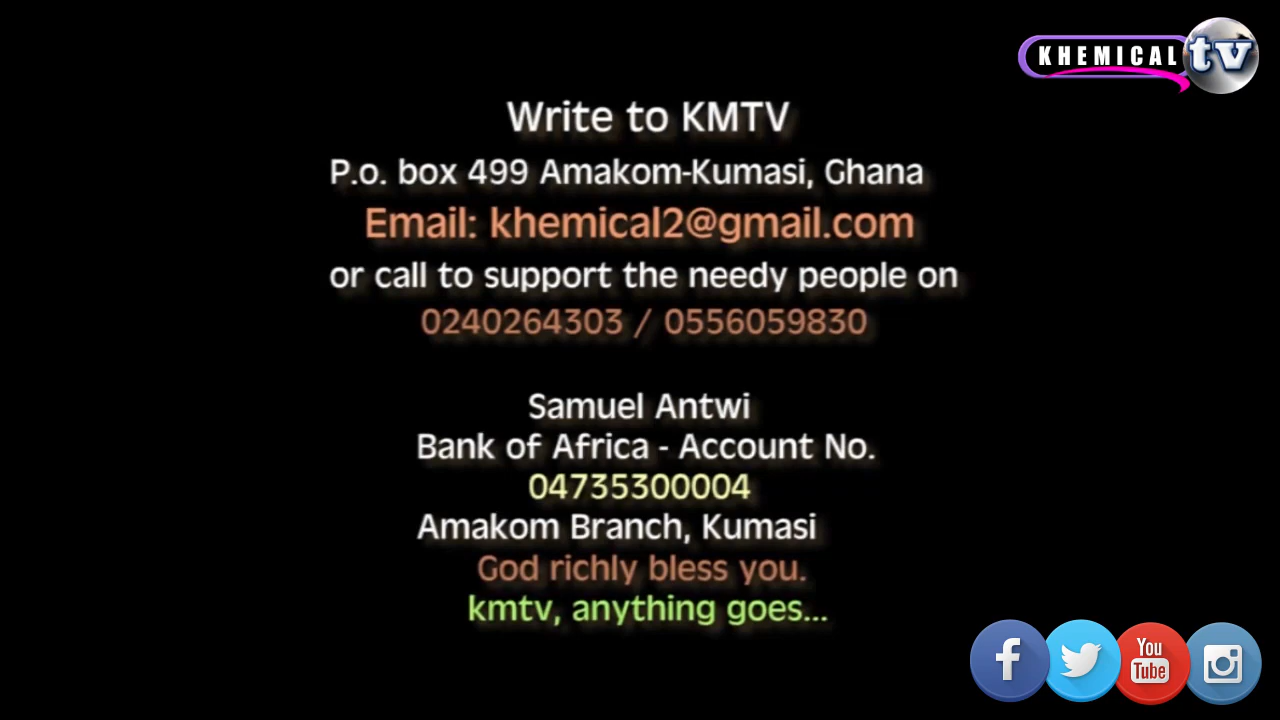 KHEMICAL tv
Write to KMTV
P.o. box 499 Amakom-Kumasi, Ghana
Email: khemical2@gmail.com
or call to support the needy people on
0240264303 / 0556059830
Samuel Antwi
Bank of Africa - Account No.
04735300004
Amakom Branch, Kumasi
God richly bless you.
kmtv, anything goes...
f
You
Tube